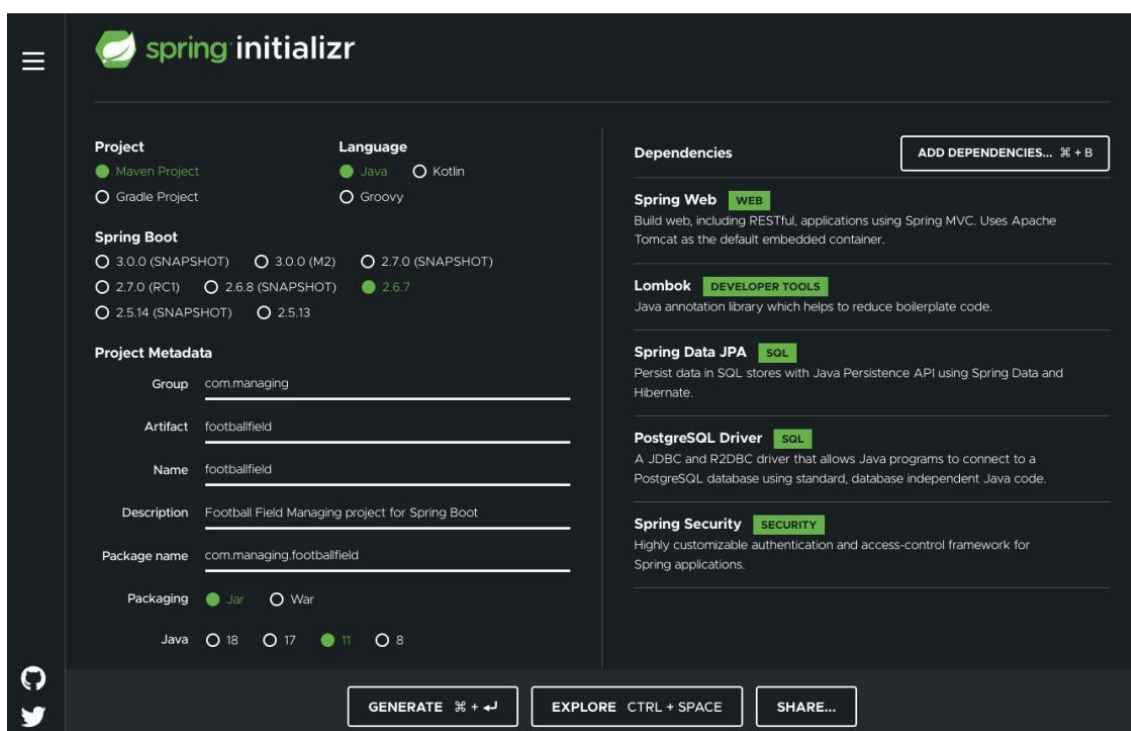 spring initializr
Project
Maven Project
Gradle Project
Language
Java Kotlin
Groovy
Spring Boot
3.0.0 (SNAPSHOT) 3.0.0 (M2) 2.7.0 (SNAPSHOT)
2.7.0 (RC1) 2.6.8 (SNAPSHOT) 2.6.7
2.5.14 (SNAPSHOT) 2.5.13
Project Metadata
Group com.managing
Artifact footballfield
Name footballfield
Description Football Field Managing project for Spring Boot
Package name com.managing.footballfield
Packaging Jar War
Java 18 17 11 8
Dependencies
ADD DEPENDENCIES... ⌘ + B
Spring Web WEB
Build web, including RESTful, applications using Spring MVC. Uses Apache
Tomcat as the default embedded container.
Lombok DEVELOPER TOOLS
Java annotation library which helps to reduce boilerplate code.
Spring Data JPA SQL
Persist data in SQL stores with Java Persistence API using Spring Data and
Hibernate.
PostgreSQL Driver SQL
A JDBC and R2DBC driver that allows Java programs to connect to a
PostgreSQL database using standard, database independent Java code.
Spring Security SECURITY
Highly customizable authentication and access-control framework for
Spring applications.
GENERATE ⌘ + ↵
EXPLORE CTRL + SPACE
SHARE...